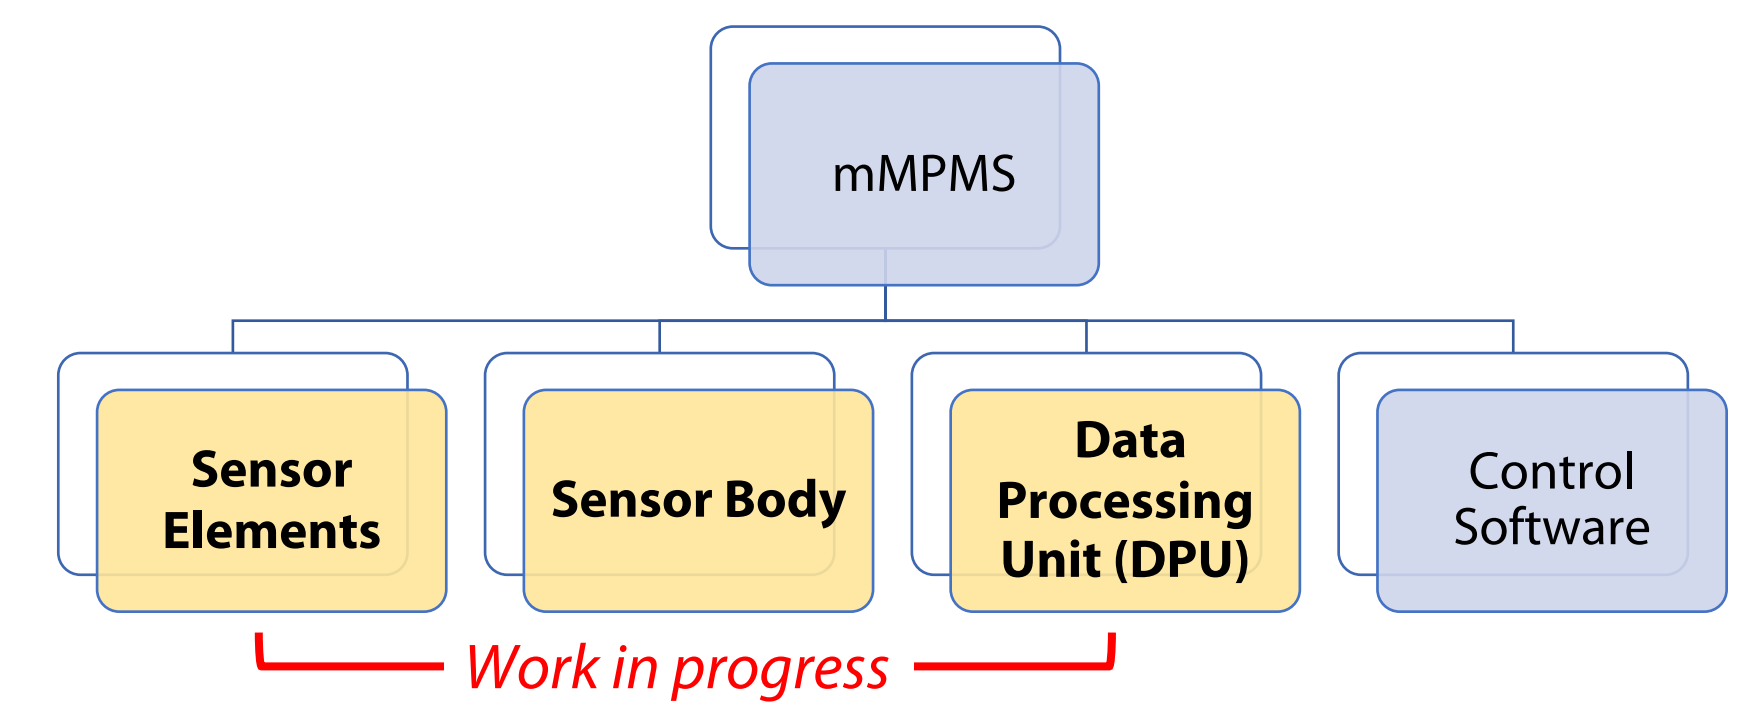 mMPMS
Sensor
Elements
Sensor Body
Data
Processing
Unit (DPU)
Control
Software
Work in progress